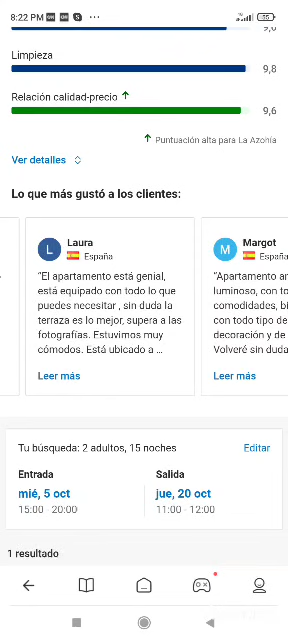 8:22 PM ... 55
9,0
Limpieza
9,8
Relación calidad-precio ↑
9,6
↑ Puntuación alta para La Azohía
Ver detalles
Lo que más gustó a los clientes:
L Laura
España
"El apartamento está genial,
está equipado con todo lo que
puedes necesitar , sin duda la
terraza es lo mejor, supera a las
fotografías. Estuvimos muy
cómodos. Está ubicado a ...
Leer más
M Margot
España
"Apartamento
luminoso, con
comodidades,
con todo tipo de
decoración y de
Volveré sin duda
Leer más
Tu búsqueda: 2 adultos, 15 noches Editar
Entrada Salida
mié, 5 oct jue, 20 oct
15:00 - 20:00 11:00 - 12:00
1 resultado